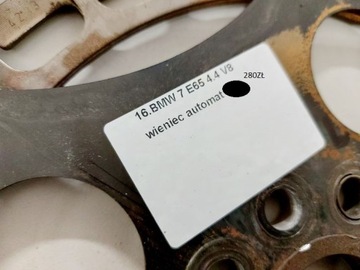 16.BMW 7 E65 4.4 V8
wieniec automat
280ZŁ